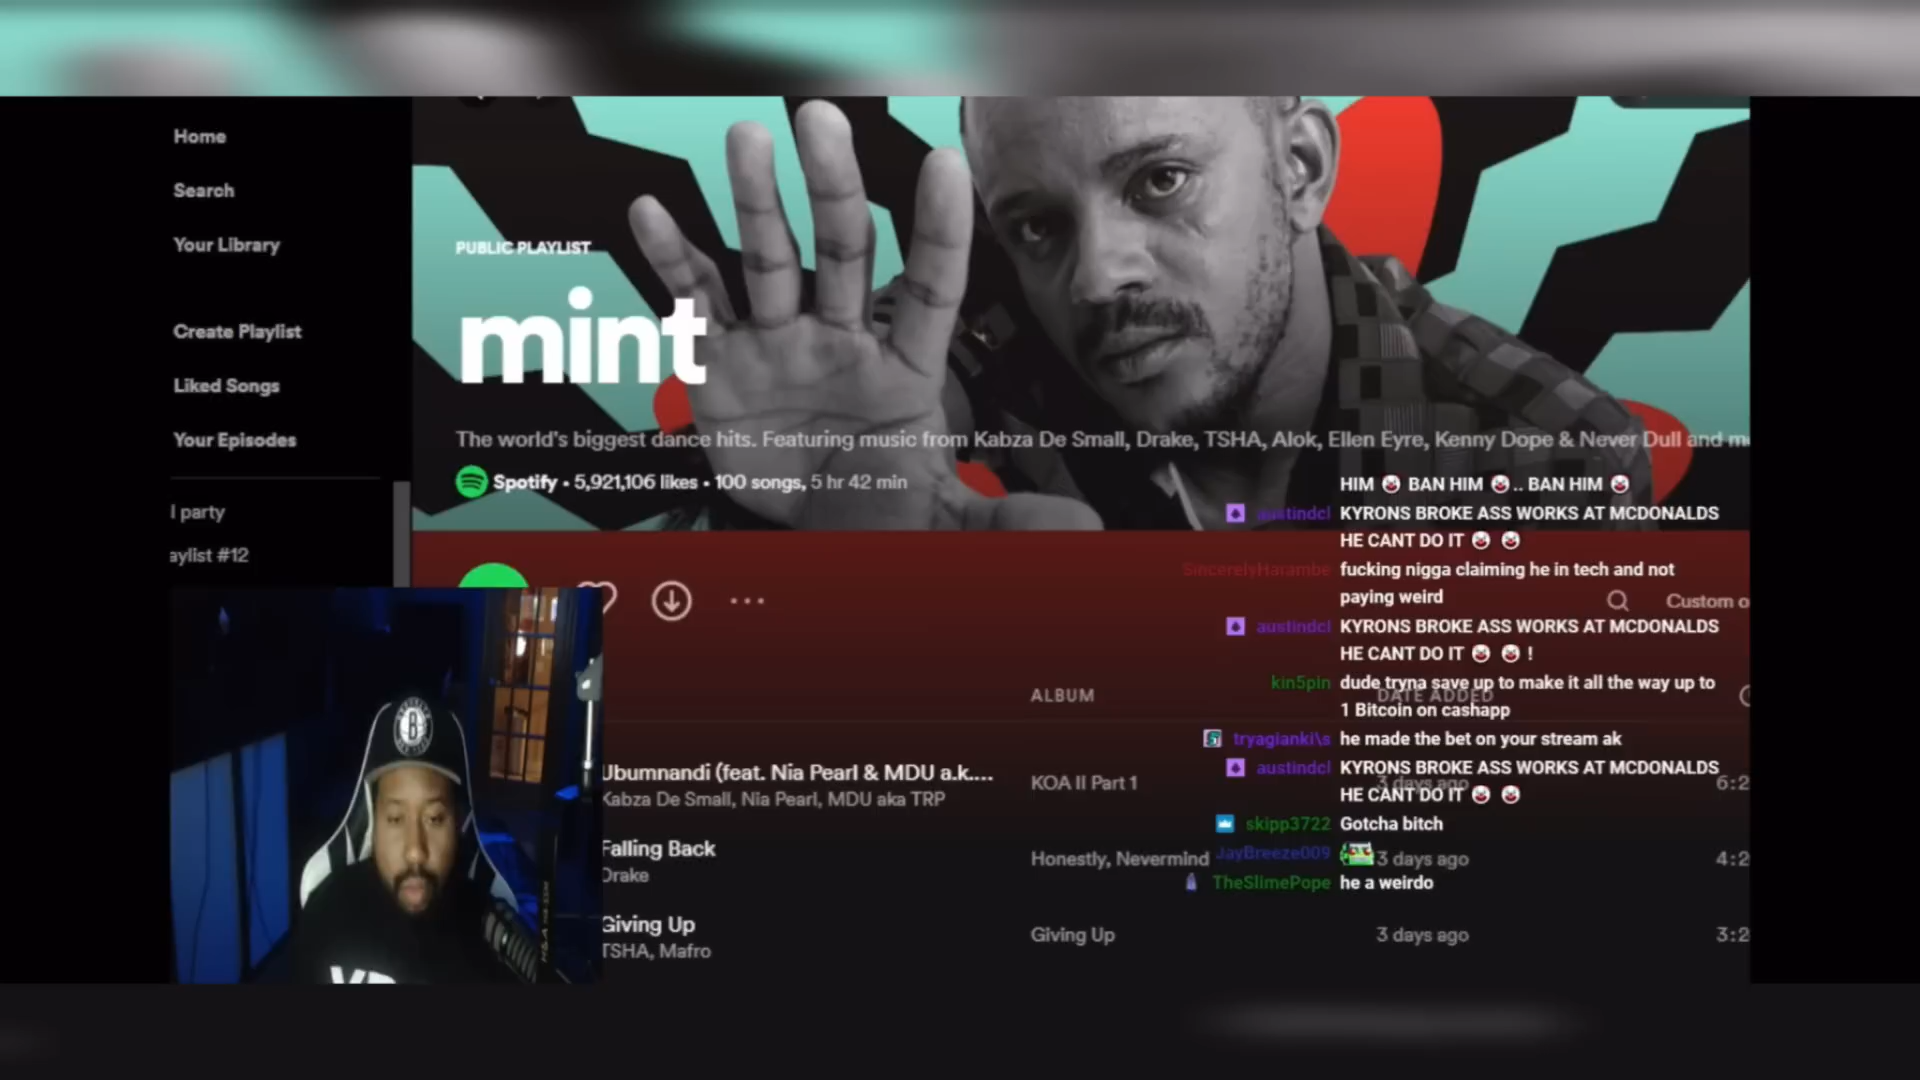 Home
Search
Your Library
Create Playlist
Liked Songs
Your Episodes
l party
aylist #12
PUBLIC PLAYLIST
mint
The world's biggest dance hits. Featuring music from Kabza De Small, Drake, TSHA, Alok, Ellen Eyre, Kenny Dope & Never Dull and m
Spotify • 5,921,106 likes • 100 songs, 5 hr 42 min
Custom o
ALBUM
DATE ADDED
Ubumnandi (feat. Nia Pearl & MDU a.k....
Kabza De Small, Nia Pearl, MDU aka TRP
KOA II Part 1
3 days ago
6:2
Falling Back
Drake
Honestly, Nevermind
3 days ago
4:2
Giving Up
TSHA, Mafro
Giving Up
3 days ago
3:2
HIM 🤡 BAN HIM 🤡 .. BAN HIM 🤡
austindcl KYRONS BROKE ASS WORKS AT MCDONALDS
HE CANT DO IT 🤡 🤡
SincerelyHarambe fucking nigga claiming he in tech and not
paying weird
austindcl KYRONS BROKE ASS WORKS AT MCDONALDS
HE CANT DO IT 🤡 🤡 !
kin5pin dude tryna save up to make it all the way up to
1 Bitcoin on cashapp
tryagianki\s he made the bet on your stream ak
austindcl KYRONS BROKE ASS WORKS AT MCDONALDS
HE CANT DO IT 🤡 🤡
skipp3722 Gotcha bitch
JayBreeze009
TheSlimePope he a weirdo
B